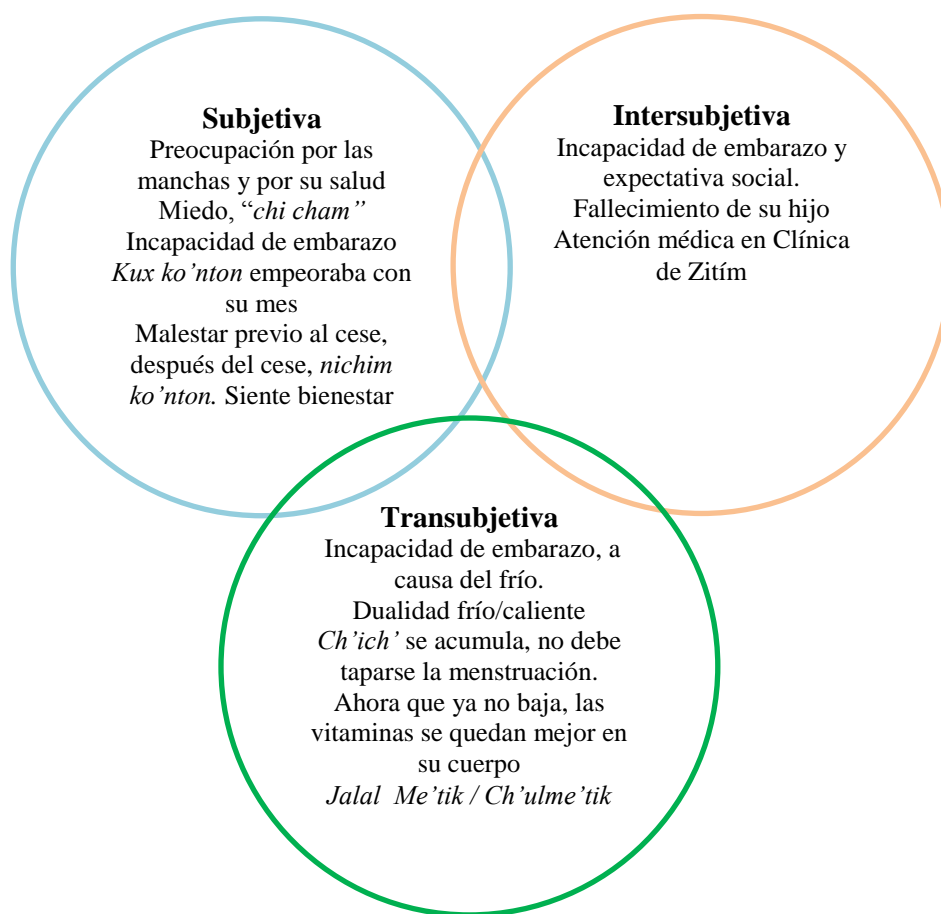 Subjetiva
Preocupación por las
manchas y por su salud
Miedo, “chi cham”
Incapacidad de embarazo
Kux ko’nton empeoraba con
su mes
Malestar previo al cese,
después del cese, nichim
ko’nton. Siente bienestar
Intersubjetiva
Incapacidad de embarazo y
expectativa social.
Fallecimiento de su hijo
Atención médica en Clínica
de Zitím
Transubjetiva
Incapacidad de embarazo, a
causa del frío.
Dualidad frío/caliente
Ch’ich’ se acumula, no debe
taparse la menstruación.
Ahora que ya no baja, las
vitaminas se quedan mejor en
su cuerpo
Jalal Me’tik / Ch’ulme’tik